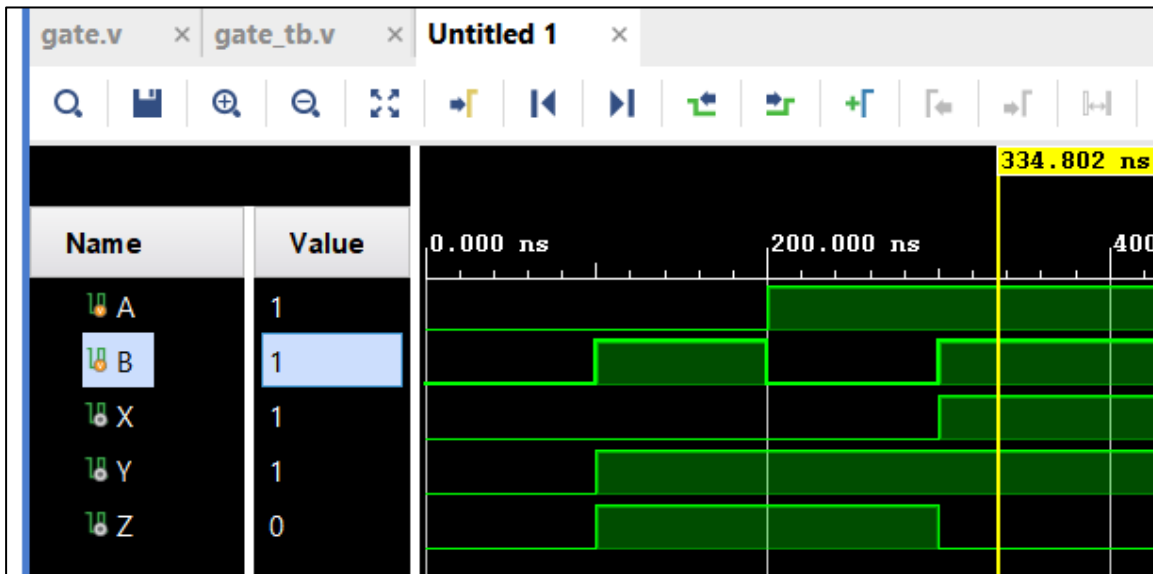 gate.v × gate_tb.v × Untitled 1 ×
334.802 ns
Name Value 0.000 ns 200.000 ns 400
A 1
B 1
X 1
Y 1
Z 0